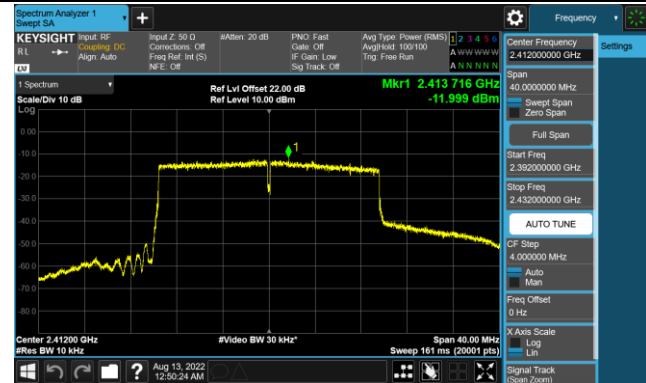 Spectrum Analyzer 1
Swept SA
Frequency
KEYSIGHT
RL
Input: RF
Coupling: DC
Align: Auto
Input Z: 50 Ω
Corrections: Off
Freq Ref: Int (S)
NFE: Off
#Atten: 20 dB
PNO: Fast
Gate: Off
IF Gain: Low
Sig Track: Off
Avg Type: Power (RMS)
Avg|Hold: 100/100
Trig: Free Run
1 2 3 4 5 6
A W W W W W
A N N N N N
LXI
1 Spectrum
Scale/Div 10 dB
Log
Ref Lvl Offset 22.00 dB
Ref Level 10.00 dBm
Mkr1 2.413 716 GHz
-11.999 dBm
0.00
-10.0
-20.0
-30.0
-40.0
-50.0
-60.0
-70.0
-80.0
1
Center 2.41200 GHz
#Res BW 10 kHz
#Video BW 30 kHz*
Span 40.00 MHz
Sweep 161 ms (20001 pts)
Center Frequency
2.412000000 GHz
Settings
Span
40.0000000 MHz
Swept Span
Zero Span
Full Span
Start Freq
2.392000000 GHz
Stop Freq
2.432000000 GHz
AUTO TUNE
CF Step
4.000000 MHz
Auto
Man
Freq Offset
0 Hz
X Axis Scale
Log
Lin
Signal Track
(Span Zoom)
?
Aug 13, 2022
12:50:24 AM